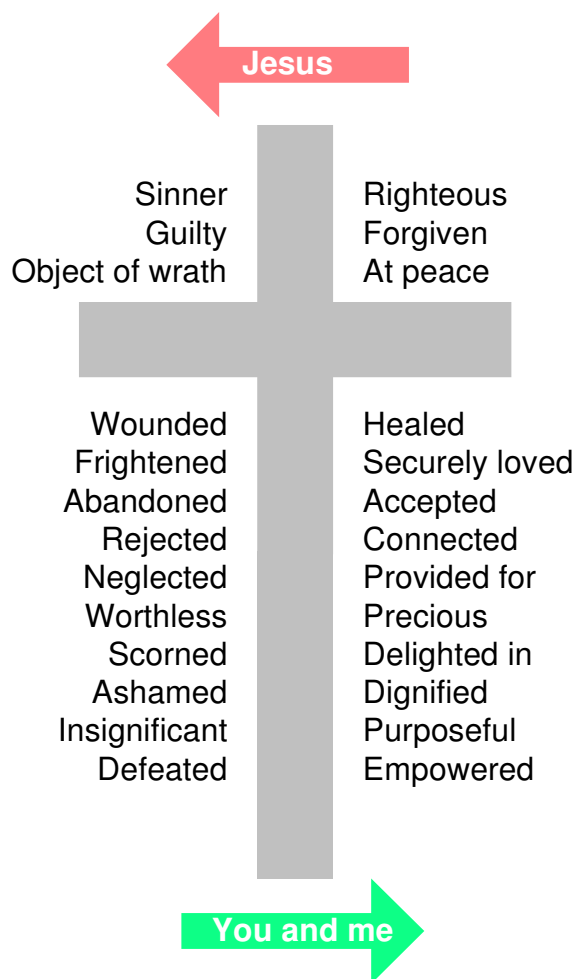 Jesus
Sinner Righteous
Guilty Forgiven
Object of wrath At peace
Wounded Healed
Frightened Securely loved
Abandoned Accepted
Rejected Connected
Neglected Provided for
Worthless Precious
Scorned Delighted in
Ashamed Dignified
Insignificant Purposeful
Defeated Empowered
You and me